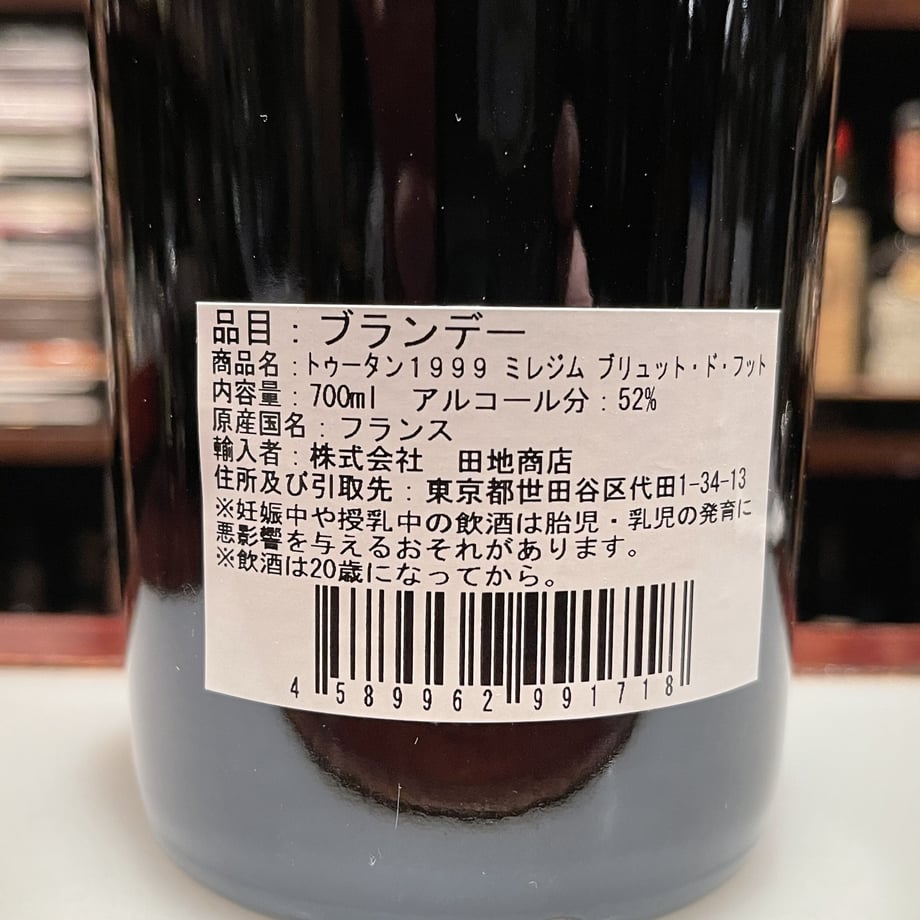 品目：ブランデー
商品名：トゥータン１９９９ ミレジム ブリュット・ド・フット
内容量：700ml　アルコール分：52%
原産国名：フランス
輸入者：株式会社　田地商店
住所及び引取先：東京都世田谷区代田1-34-13
※妊娠中や授乳中の飲酒は胎児・乳児の発育に
悪影響を与えるおそれがあります。
※飲酒は20歳になってから。
4 589962 991718